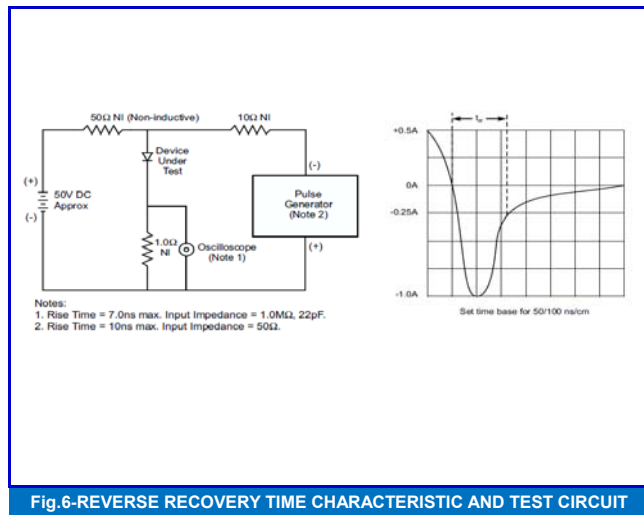 50Ω NI (Non-inductive)
10Ω NI
Device
Under
Test
(+)
50V DC
Approx
(-)
1.0Ω
NI
Oscilloscope
(Note 1)
(-)
Pulse
Generator
(Note 2)
(+)
Notes:
1. Rise Time = 7.0ns max. Input Impedance = 1.0MΩ, 22pF.
2. Rise Time = 10ns max. Input Impedance = 50Ω.
trr
+0.5A
0A
-0.25A
-1.0A
Set time base for 50/100 ns/cm
Fig.6-REVERSE RECOVERY TIME CHARACTERISTIC AND TEST CIRCUIT